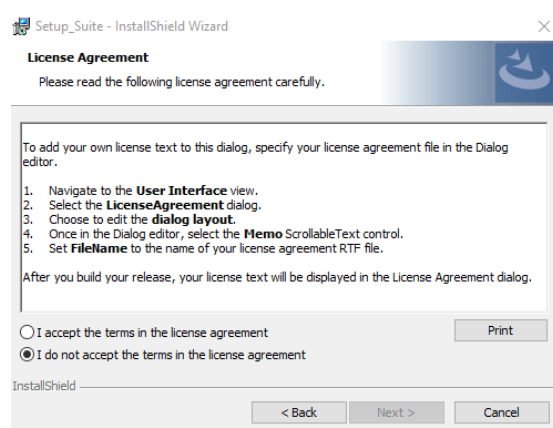 Setup_Suite - InstallShield Wizard
License Agreement
Please read the following license agreement carefully.
To add your own license text to this dialog, specify your license agreement file in the Dialog
editor.
1. Navigate to the User Interface view.
2. Select the LicenseAgreement dialog.
3. Choose to edit the dialog layout.
4. Once in the Dialog editor, select the Memo ScrollableText control.
5. Set FileName to the name of your license agreement RTF file.
After you build your release, your license text will be displayed in the License Agreement dialog.
I accept the terms in the license agreement
Print
I do not accept the terms in the license agreement
InstallShield
< Back
Next >
Cancel